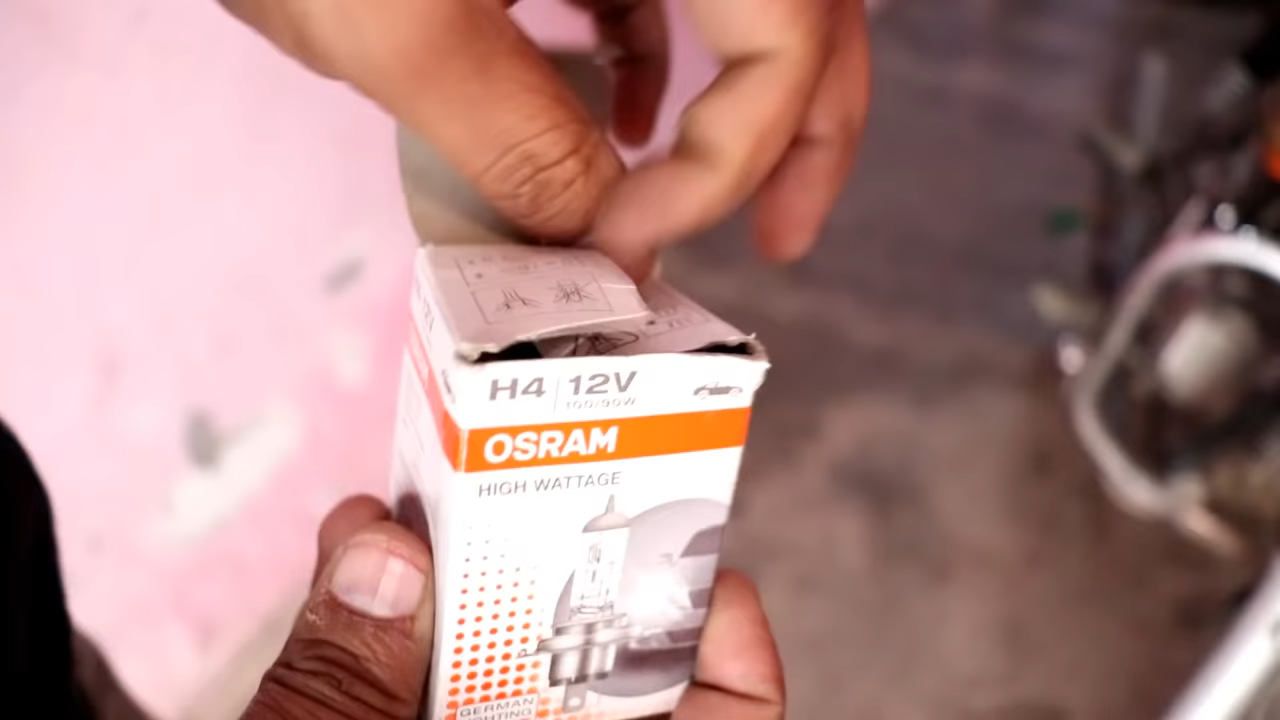 H4 12V
100/90W
OSRAM
HIGH WATTAGE
GERMAN
LIGHTING